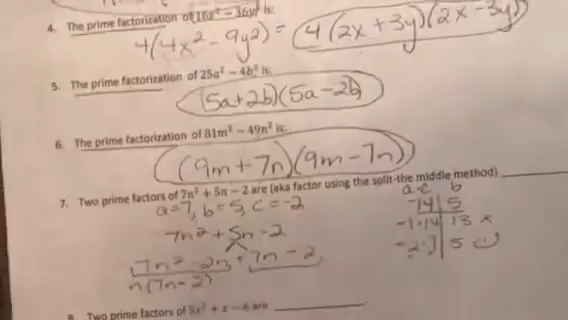 4. The prime factorization of 16x² – 36y² is:
4(4x² - 9y²) = 4(2x + 3y)(2x - 3y)
5. The prime factorization of 25a² – 4b² is:
(5a+2b)(5a-2b)
6. The prime factorization of 81m² – 49n² is:
(9m+7n)(9m-7n)
7. Two prime factors of 7n² + 5n – 2 are (aka factor using the split-the middle method)
a=7, b=5, c=-2
a·c b
-14 5
7n² + 5n - 2
-1·14 13 x
7n² - 2n + 7n - 2
-2·7 5
n(7n-2)
8 Two prime factors of 5x² + x – 6 are